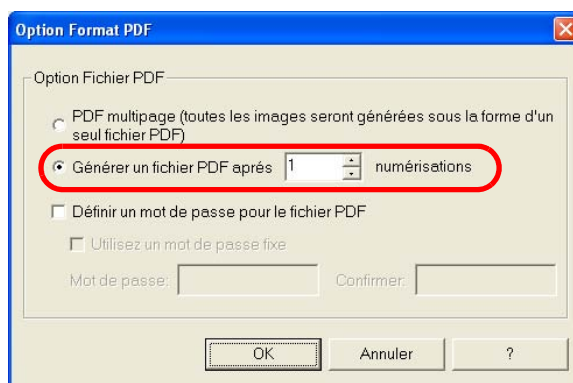 Option Format PDF
Option Fichier PDF
PDF multipage (toutes les images seront générées sous la forme d'un
seul fichier PDF)
Générer un fichier PDF aprés 1 numérisations
Définir un mot de passe pour le fichier PDF
Utilisez un mot de passe fixe
Mot de passe: Confirmer:
OK Annuler ?